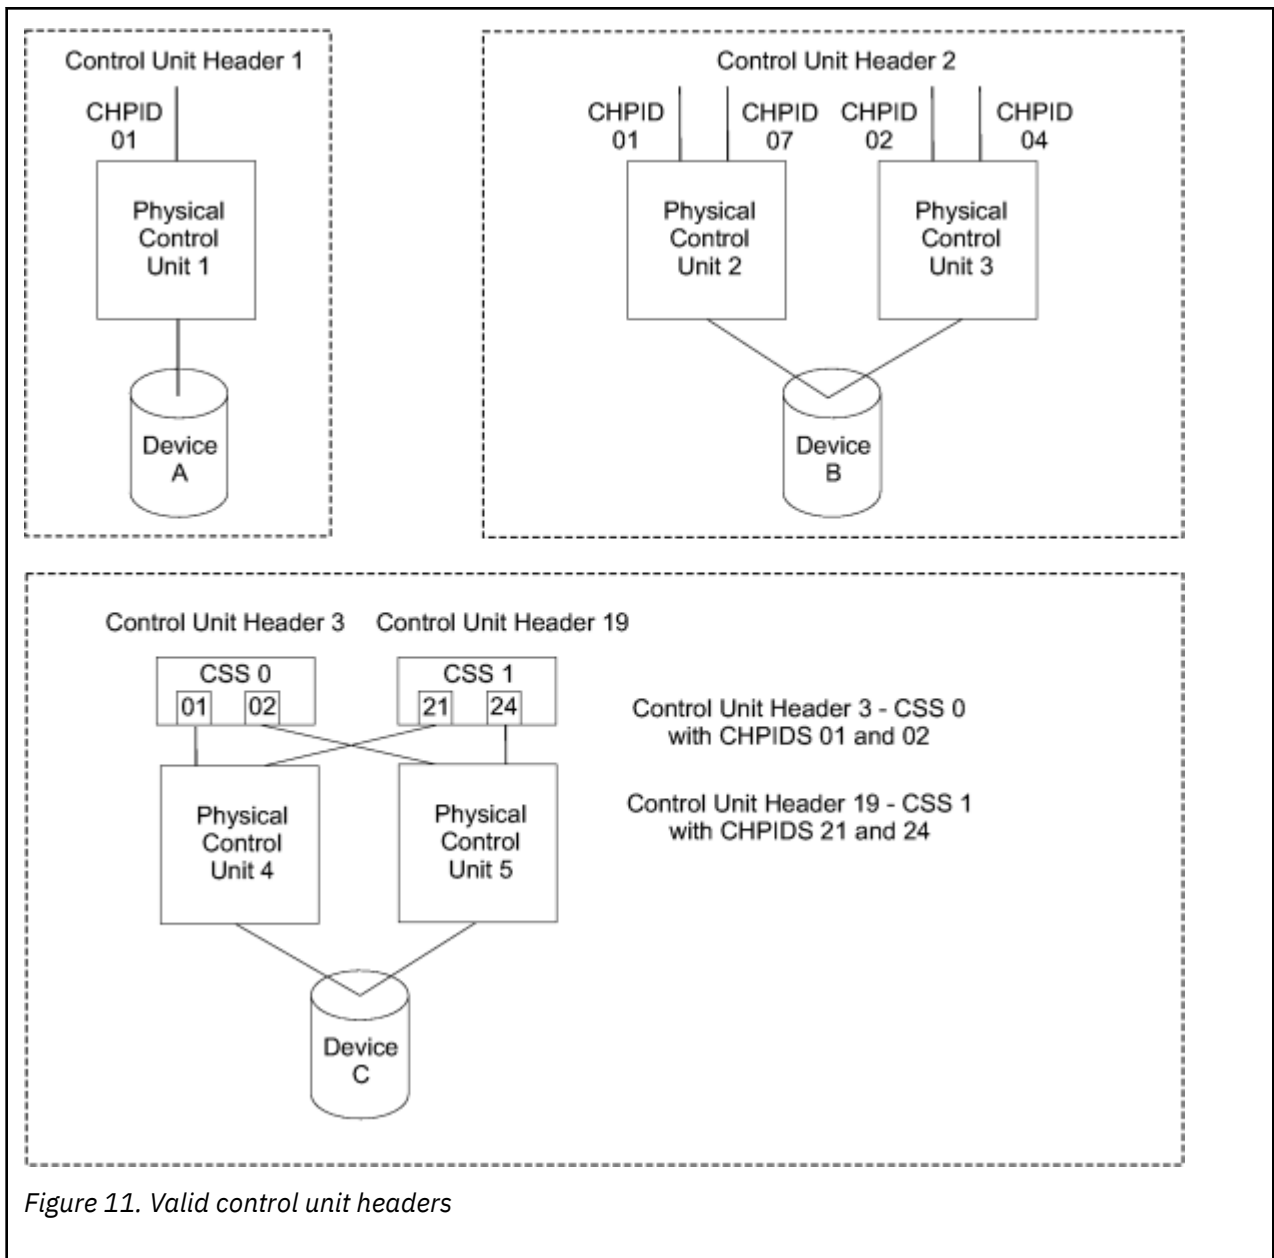 Control Unit Header 1
CHPID
01
Physical
Control
Unit 1
Device
A
Control Unit Header 2
CHPID
01
CHPID
07
CHPID
02
CHPID
04
Physical
Control
Unit 2
Physical
Control
Unit 3
Device
B
Control Unit Header 3
Control Unit Header 19
CSS 0
01 02
CSS 1
21 24
Control Unit Header 3 - CSS 0
with CHPIDS 01 and 02
Control Unit Header 19 - CSS 1
with CHPIDS 21 and 24
Physical
Control
Unit 4
Physical
Control
Unit 5
Device
C
Figure 11. Valid control unit headers